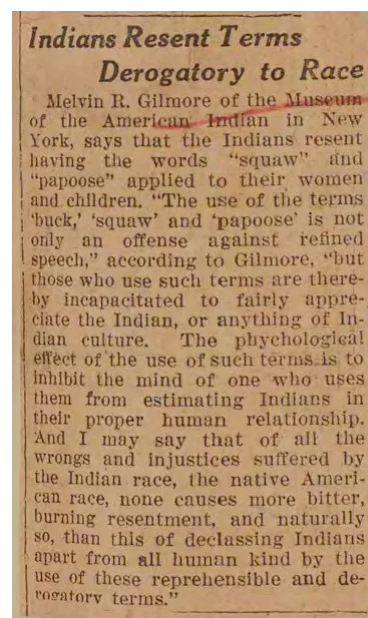 Indians Resent Terms
Derogatory to Race
Melvin R. Gilmore of the Museum
of the American Indian in New
York, says that the Indians resent
having the words "squaw" and
"papoose" applied to their women
and children. "The use of the terms
'buck,' 'squaw' and 'papoose' is not
only an offense against refined
speech," according to Gilmore, "but
those who use such terms are there-
by incapacitated to fairly appre-
ciate the Indian, or anything of In-
dian culture. The phychological
effect of the use of such terms is to
inhibit the mind of one who uses
them from estimating Indians in
their proper human relationship.
And I may say that of all the
wrongs and injustices suffered by
the Indian race, the native Ameri-
can race, none causes more bitter,
burning resentment, and naturally
so, than this of declassing Indians
apart from all human kind by the
use of these reprehensible and de-
rogatory terms."